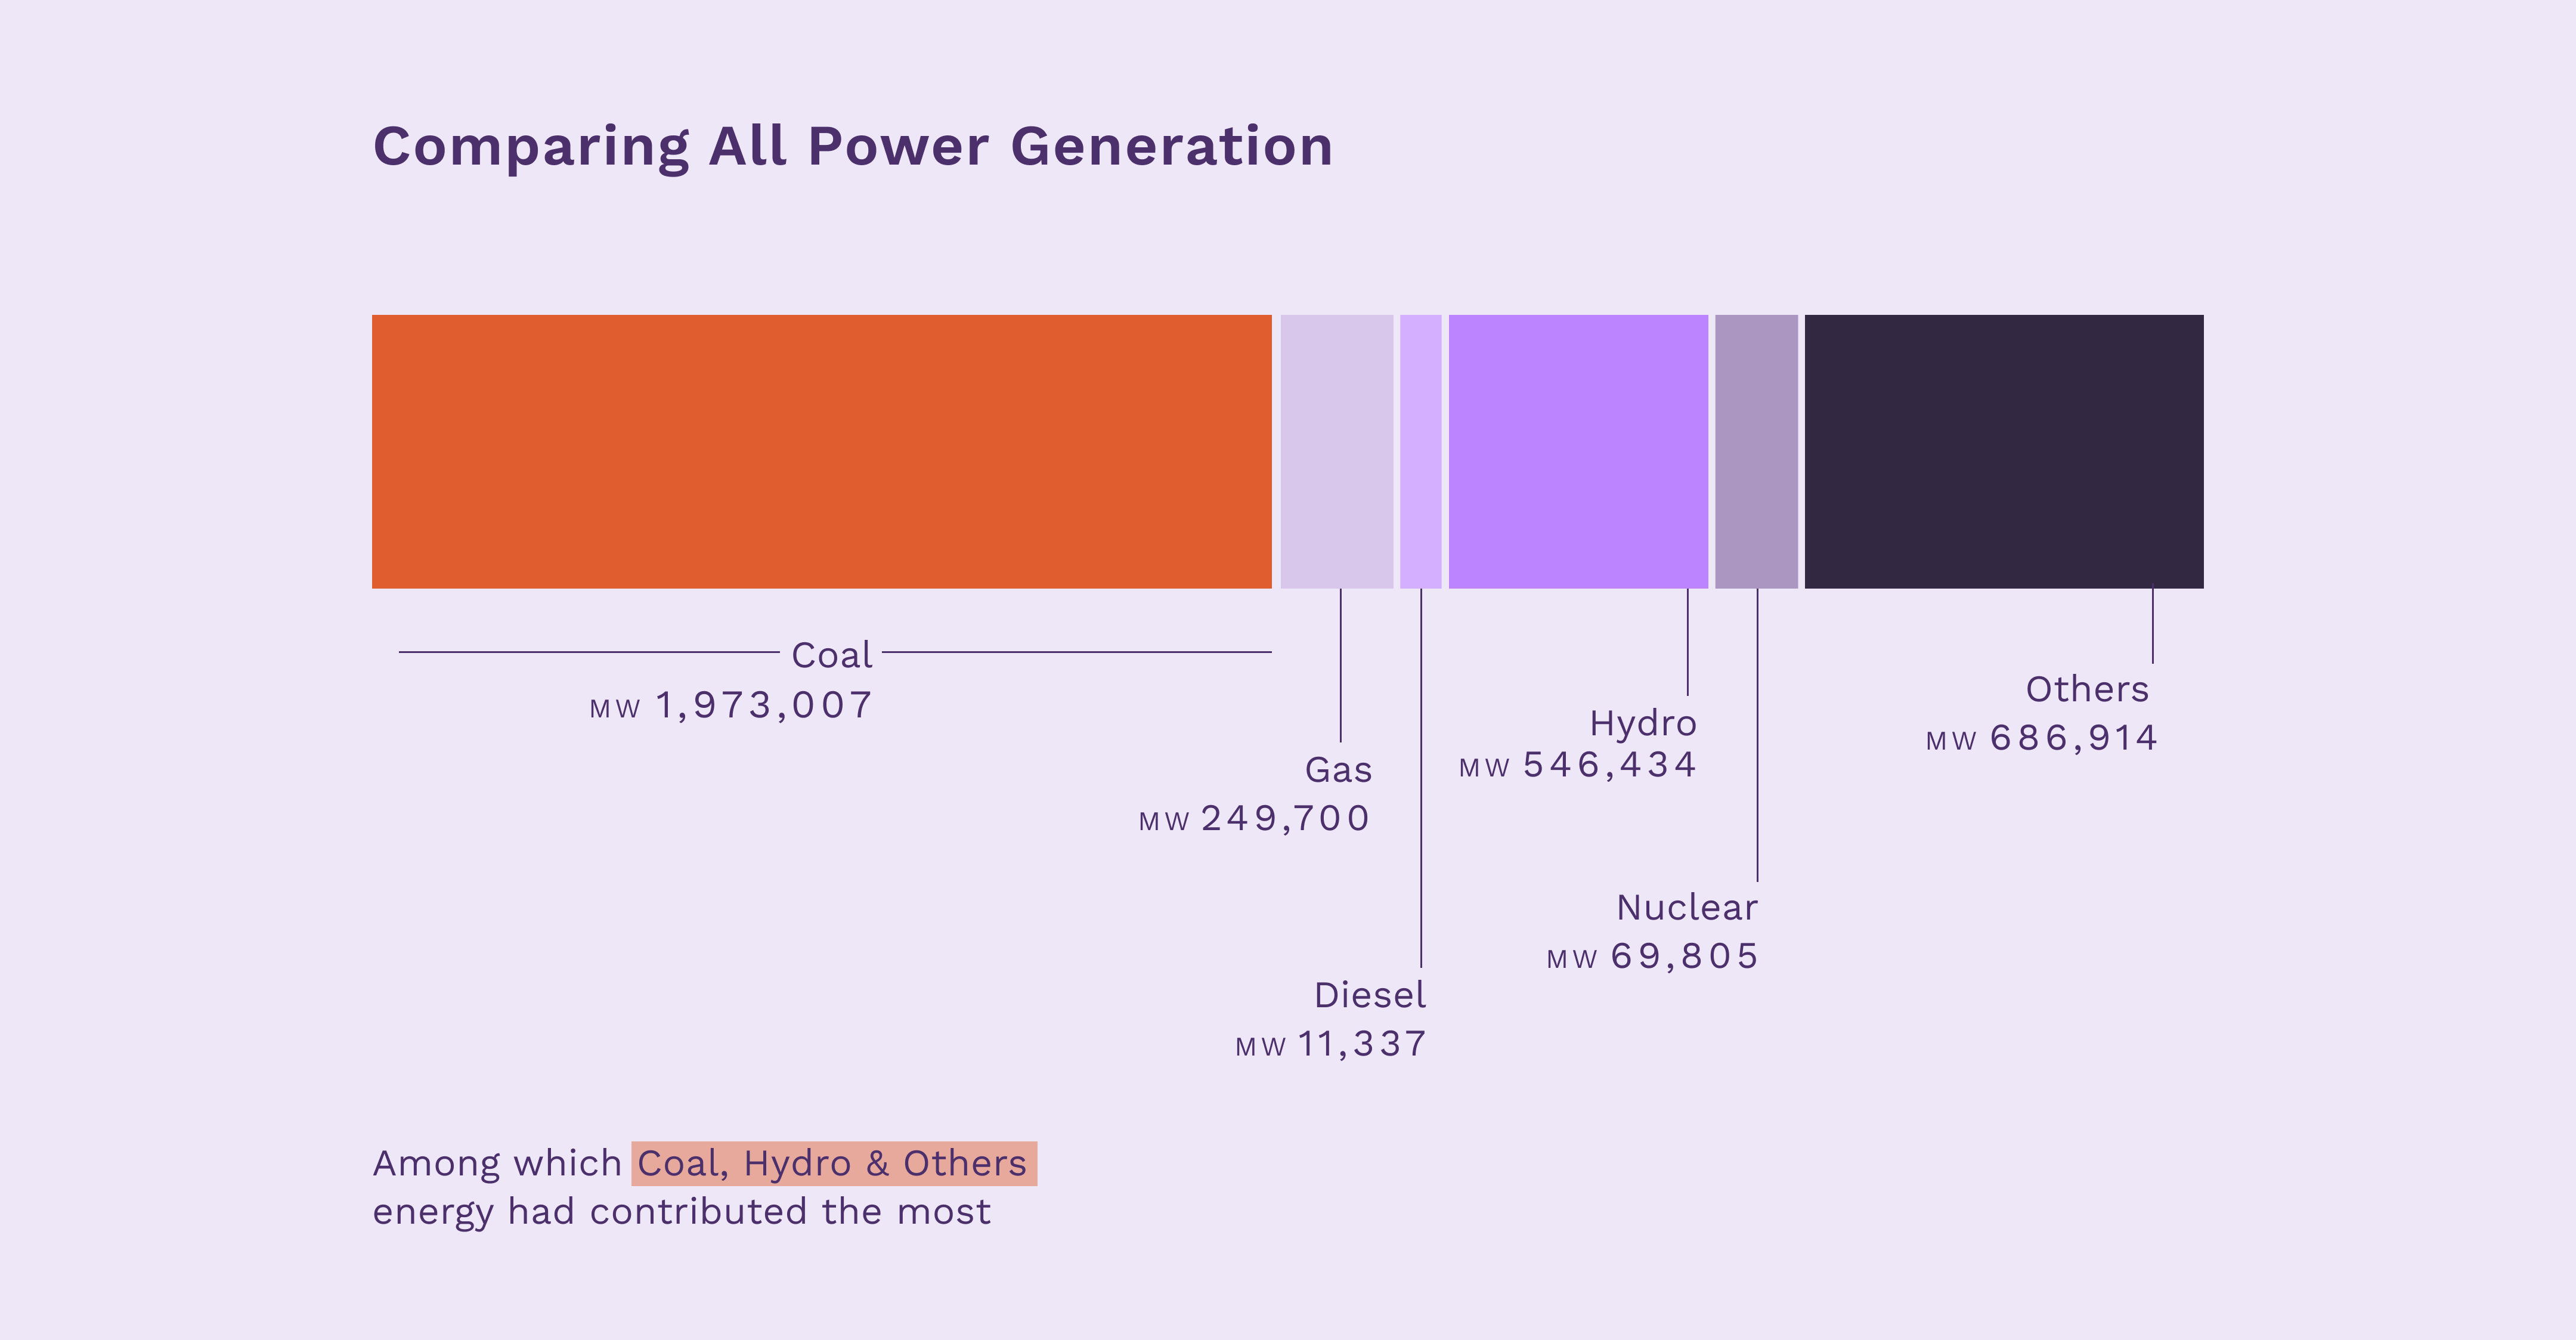 Comparing All Power Generation
Coal
MW 1,973,007
Gas
MW 249,700
Diesel
MW 11,337
Hydro
MW 546,434
Nuclear
MW 69,805
Others
MW 686,914
Among which Coal, Hydro & Others
energy had contributed the most